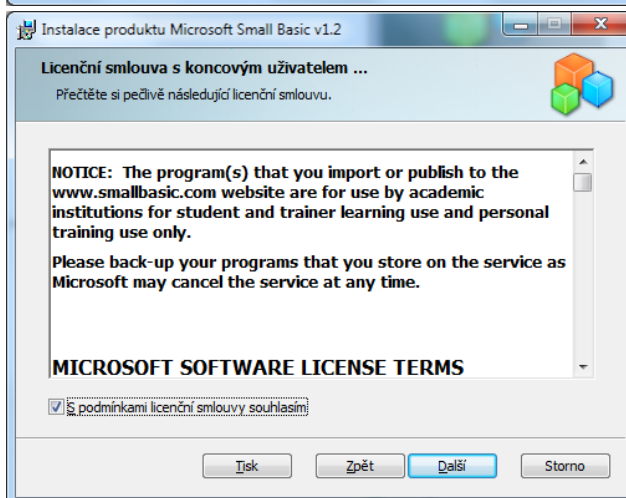 Instalace produktu Microsoft Small Basic v1.2
Licenční smlouva s koncovým uživatelem ...
Přečtěte si pečlivě následující licenční smlouvu.
NOTICE: The program(s) that you import or publish to the
www.smallbasic.com website are for use by academic
institutions for student and trainer learning use and personal
training use only.
Please back-up your programs that you store on the service as
Microsoft may cancel the service at any time.
MICROSOFT SOFTWARE LICENSE TERMS
S podmínkami licenční smlouvy souhlasím
Tisk
Zpět
Další
Storno